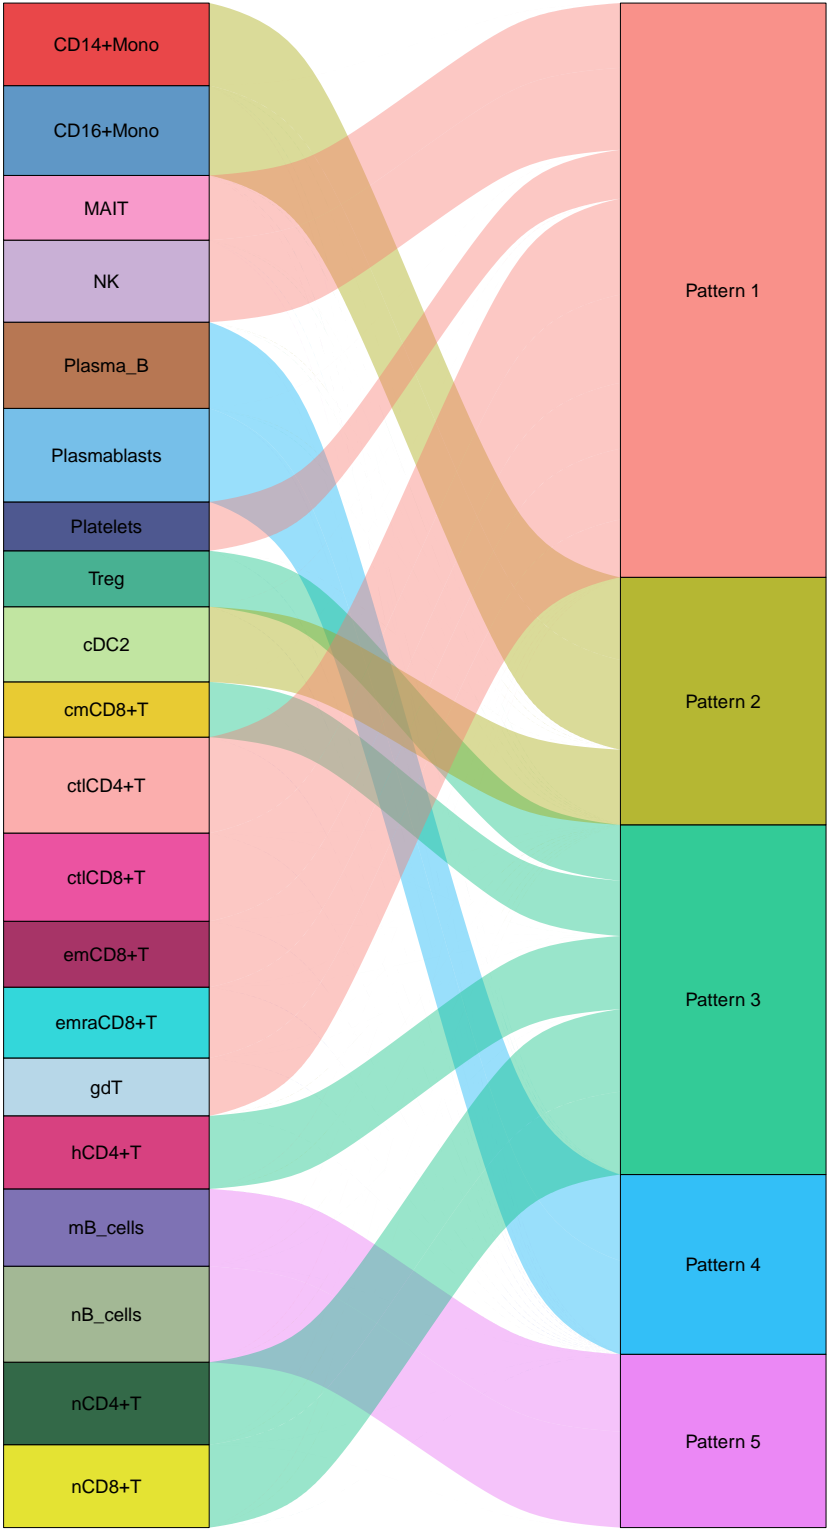 CD14+Mono
CD16+Mono
MAIT
NK
Plasma_B
Plasmablasts
Platelets
Treg
cDC2
cmCD8+T
ctlCD4+T
ctlCD8+T
emCD8+T
emraCD8+T
gdT
hCD4+T
mB_cells
nB_cells
nCD4+T
nCD8+T
Pattern 1
Pattern 2
Pattern 3
Pattern 4
Pattern 5